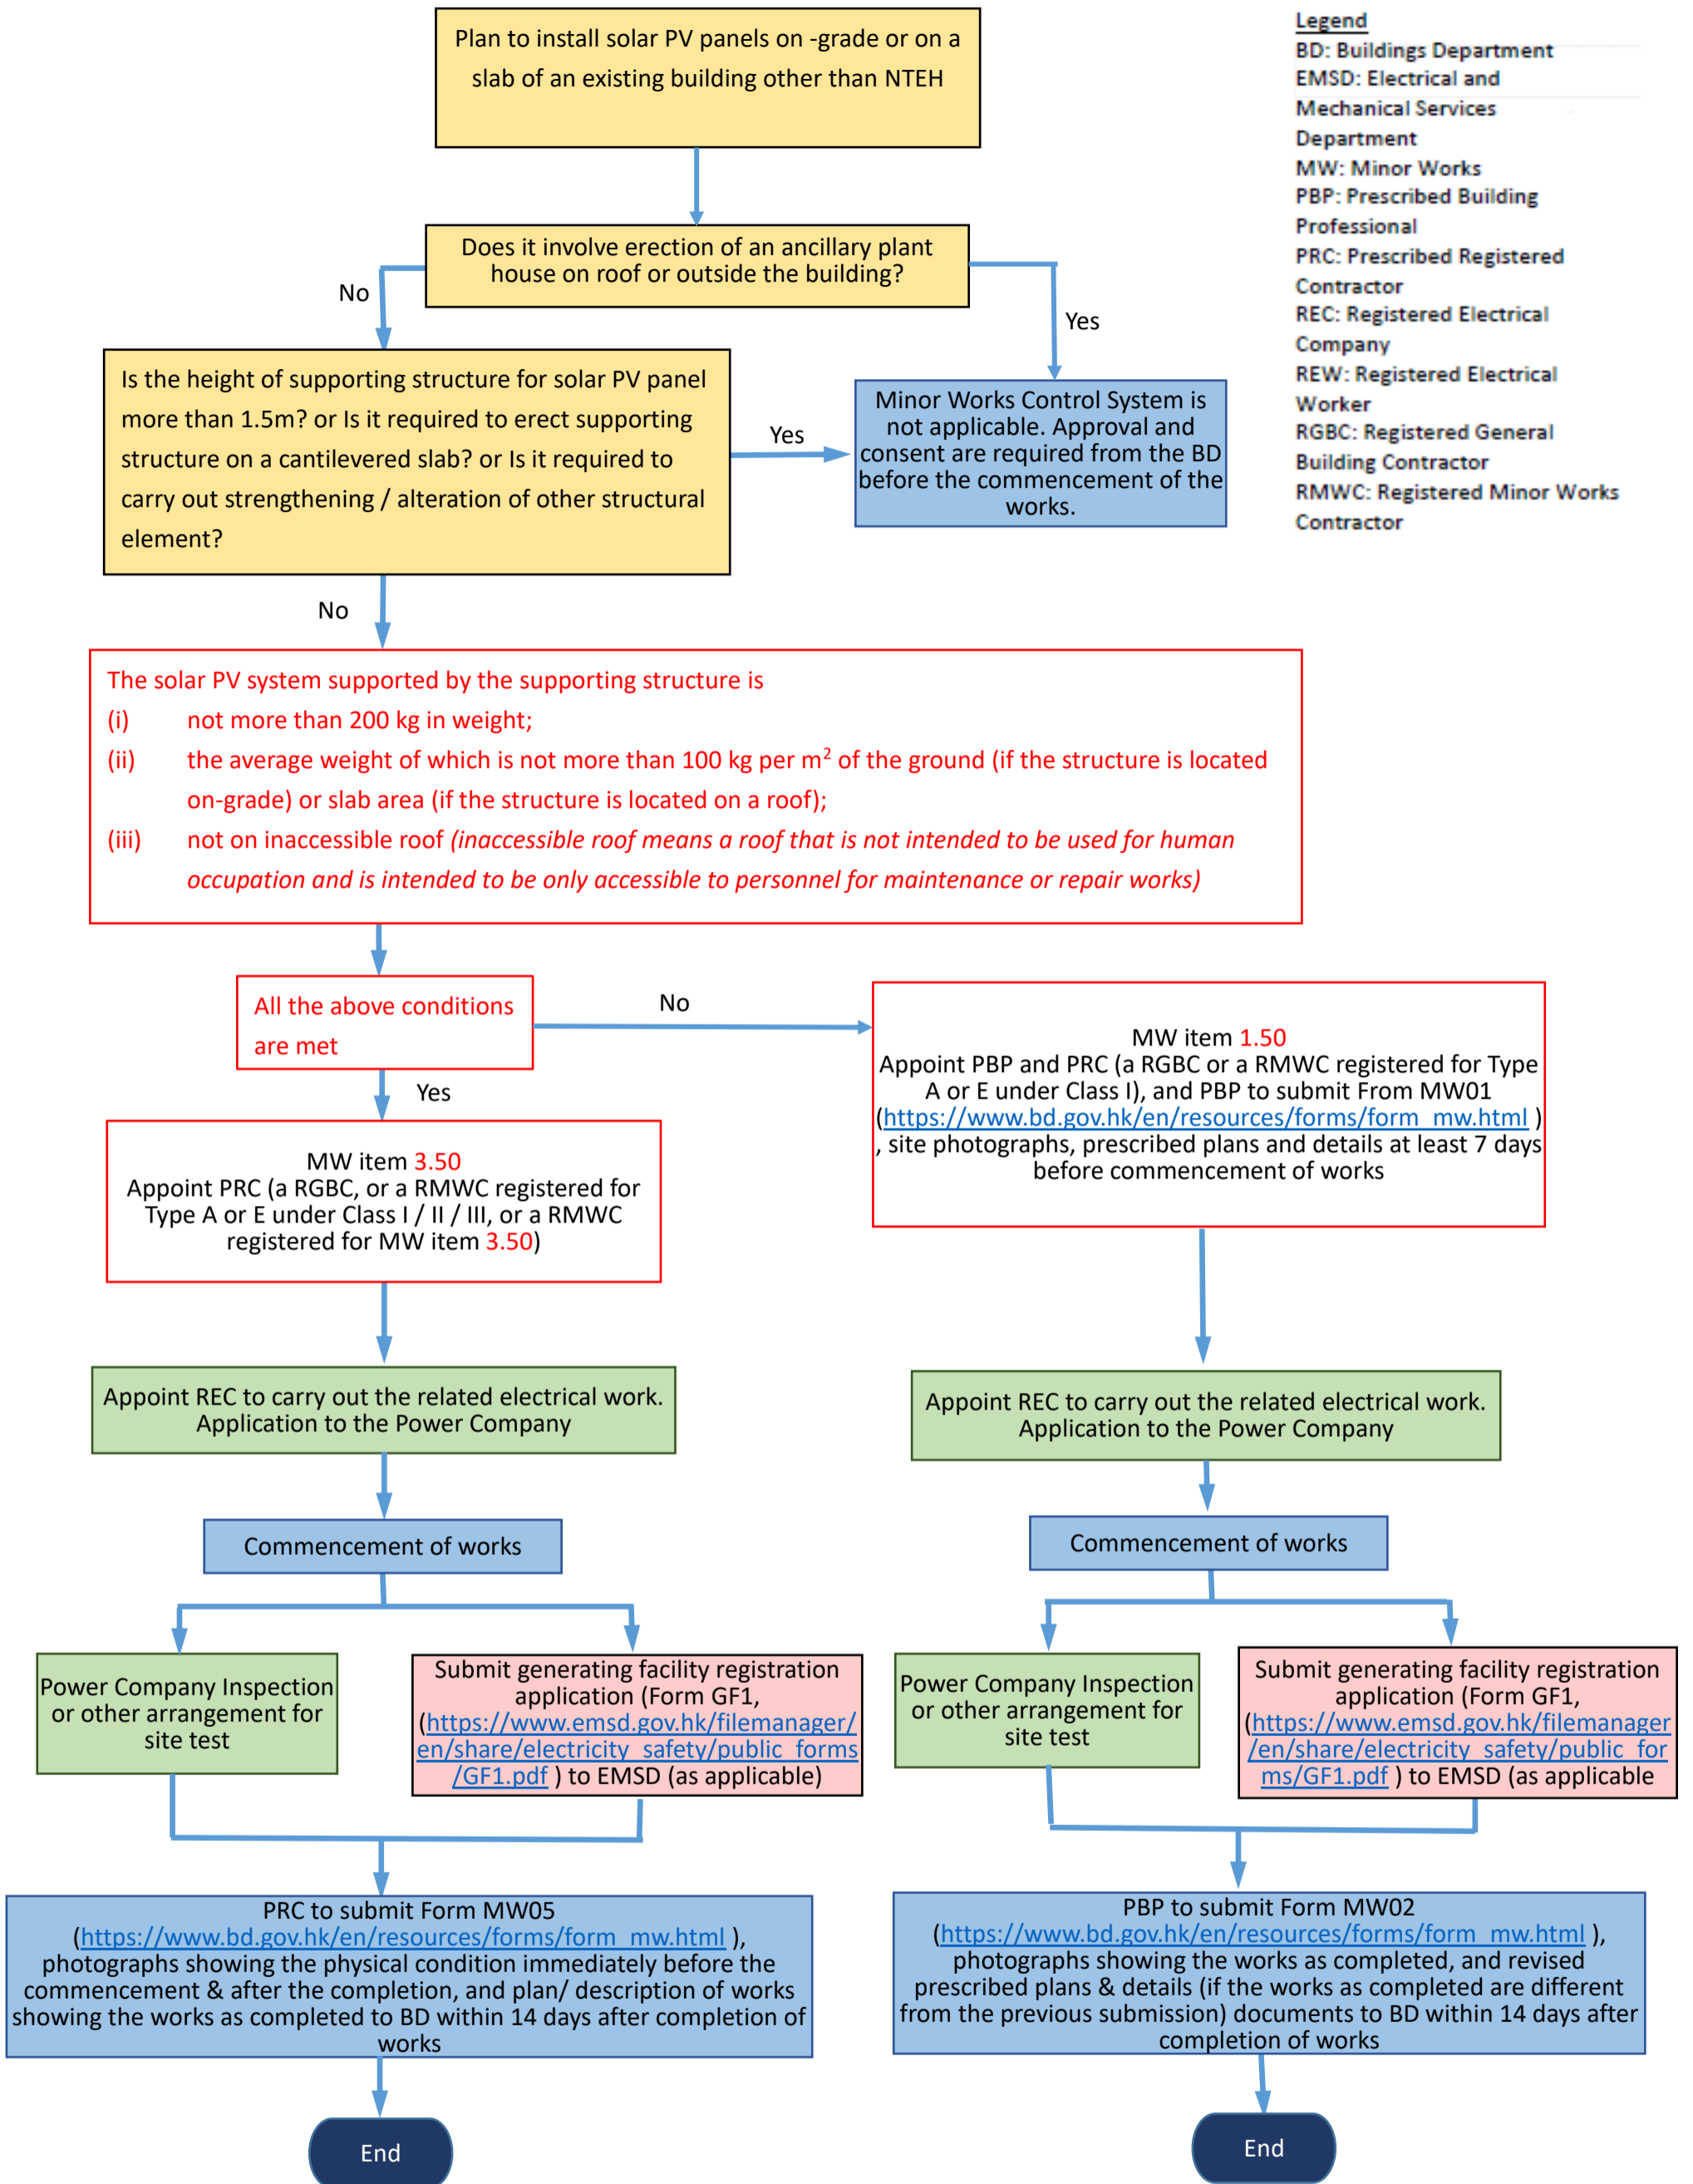 Plan to install solar PV panels on -grade or on a
slab of an existing building other than NTEH
Legend
BD: Buildings Department
EMSD: Electrical and
Mechanical Services
Department
MW: Minor Works
PBP: Prescribed Building
Professional
PRC: Prescribed Registered
Contractor
REC: Registered Electrical
Company
REW: Registered Electrical
Worker
RGBC: Registered General
Building Contractor
RMWC: Registered Minor Works
Contractor
Does it involve erection of an ancillary plant
house on roof or outside the building?
No
Yes
Is the height of supporting structure for solar PV panel
more than 1.5m? or Is it required to erect supporting
structure on a cantilevered slab? or Is it required to
carry out strengthening / alteration of other structural
element?
Yes
Minor Works Control System is
not applicable. Approval and
consent are required from the BD
before the commencement of the
works.
No
The solar PV system supported by the supporting structure is
(i) not more than 200 kg in weight;
(ii) the average weight of which is not more than 100 kg per m² of the ground (if the structure is located
on-grade) or slab area (if the structure is located on a roof);
(iii) not on inaccessible roof (inaccessible roof means a roof that is not intended to be used for human
occupation and is intended to be only accessible to personnel for maintenance or repair works)
All the above conditions
are met
No
Yes
MW item 1.50
Appoint PBP and PRC (a RGBC or a RMWC registered for Type
A or E under Class I), and PBP to submit From MW01
(https://www.bd.gov.hk/en/resources/forms/form_mw.html )
, site photographs, prescribed plans and details at least 7 days
before commencement of works
MW item 3.50
Appoint PRC (a RGBC, or a RMWC registered for
Type A or E under Class I / II / III, or a RMWC
registered for MW item 3.50)
Appoint REC to carry out the related electrical work.
Application to the Power Company
Appoint REC to carry out the related electrical work.
Application to the Power Company
Commencement of works
Commencement of works
Power Company Inspection
or other arrangement for
site test
Submit generating facility registration
application (Form GF1,
(https://www.emsd.gov.hk/filemanager/
en/share/electricity_safety/public_forms
/GF1.pdf ) to EMSD (as applicable)
Power Company Inspection
or other arrangement for
site test
Submit generating facility registration
application (Form GF1,
(https://www.emsd.gov.hk/filemanager
/en/share/electricity_safety/public_for
ms/GF1.pdf ) to EMSD (as applicable
PRC to submit Form MW05
(https://www.bd.gov.hk/en/resources/forms/form_mw.html ),
photographs showing the physical condition immediately before the
commencement & after the completion, and plan/ description of works
showing the works as completed to BD within 14 days after completion of
works
PBP to submit Form MW02
(https://www.bd.gov.hk/en/resources/forms/form_mw.html ),
photographs showing the works as completed, and revised
prescribed plans & details (if the works as completed are different
from the previous submission) documents to BD within 14 days after
completion of works
End
End